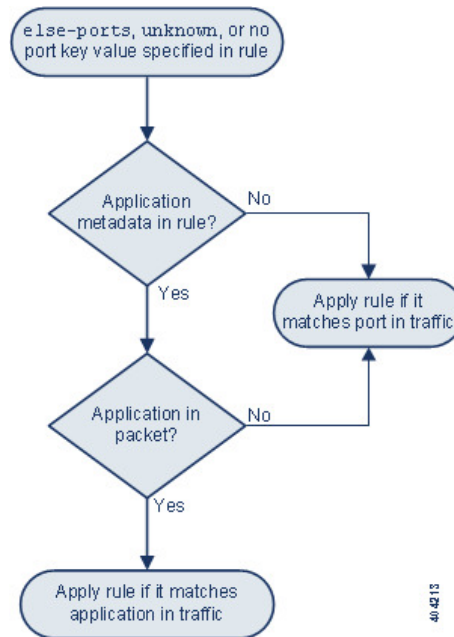 else-ports, unknown, or no
port key value specified in rule
Application
metadata in rule?
No
Yes
Apply rule if it
matches port in traffic
Application in
packet?
No
Yes
Apply rule if it matches
application in traffic
404213